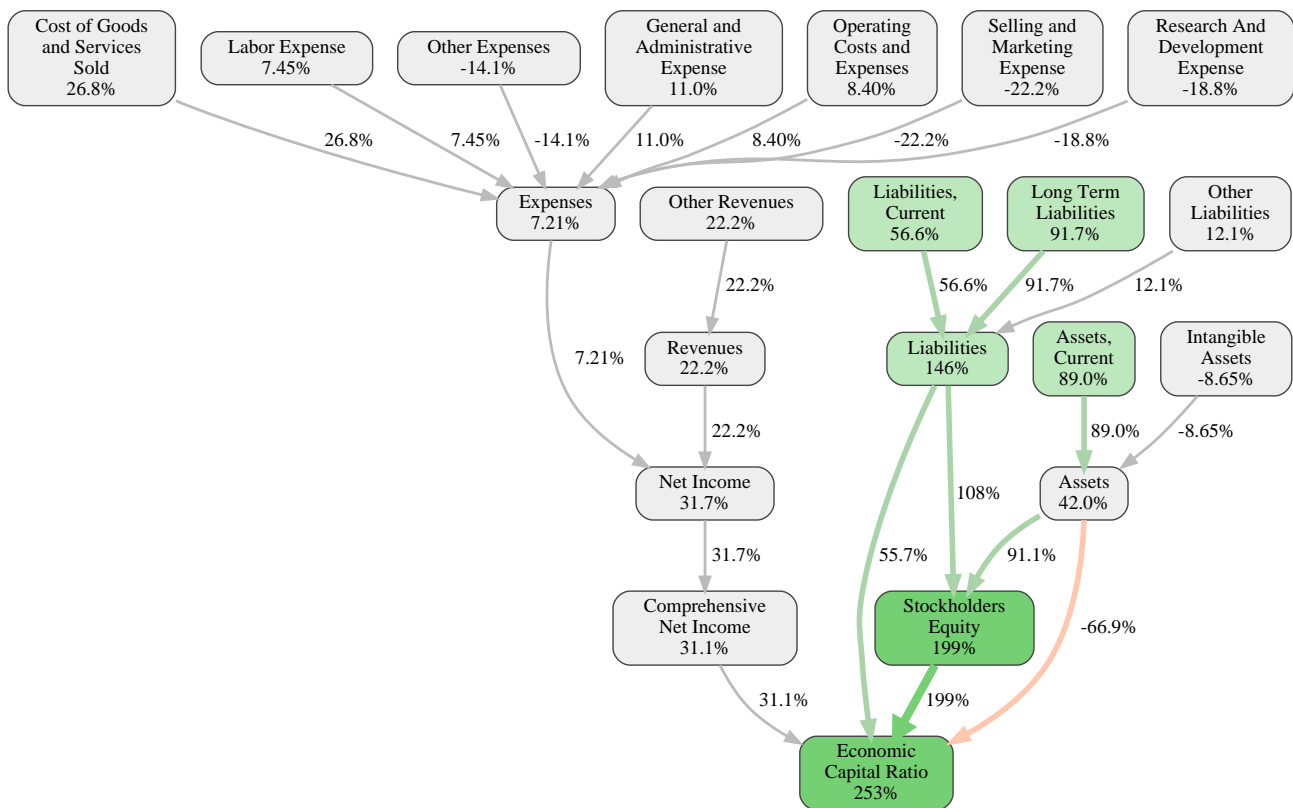 Cost of Goods
and Services
Sold
26.8%
Labor Expense
7.45%
Other Expenses
-14.1%
General and
Administrative
Expense
11.0%
Operating
Costs and
Expenses
8.40%
Selling and
Marketing
Expense
-22.2%
Research And
Development
Expense
-18.8%
26.8%
7.45%
-14.1%
11.0%
8.40%
-22.2%
-18.8%
Expenses
7.21%
Other Revenues
22.2%
Liabilities,
Current
56.6%
Long Term
Liabilities
91.7%
Other
Liabilities
12.1%
22.2%
56.6%
91.7%
12.1%
7.21%
Revenues
22.2%
Liabilities
146%
Assets,
Current
89.0%
Intangible
Assets
-8.65%
22.2%
89.0%
-8.65%
Net Income
31.7%
108%
Assets
42.0%
31.7%
55.7%
91.1%
Comprehensive
Net Income
31.1%
Stockholders
Equity
199%
-66.9%
31.1%
199%
Economic
Capital Ratio
253%